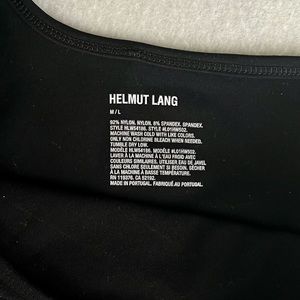 HELMUT LANG
M / L
92% NYLON. NYLON. 8% SPANDEX. SPANDEX.
STYLE HLW54186. STYLE #L01HW502.
MACHINE WASH COLD WITH LIKE COLORS.
ONLY NON CHLORINE BLEACH WHEN NEEDED.
TUMBLE DRY LOW.
MODÈLE HLW54186. MODÈLE #L01HW502.
LAVER À LA MACHINE À L'EAU FROID AVEC
COULEURS SIMILAIRES. UTILISER EAU DE JAVEL
SANS CHLORE SEULEMENT SI BESOIN. SÉCHER
À LA MACHINE À BASSE TEMPÉRATURE.
RN 119376. CA 52192.
MADE IN PORTUGAL. FABRIQUÉ AU PORTUGAL.